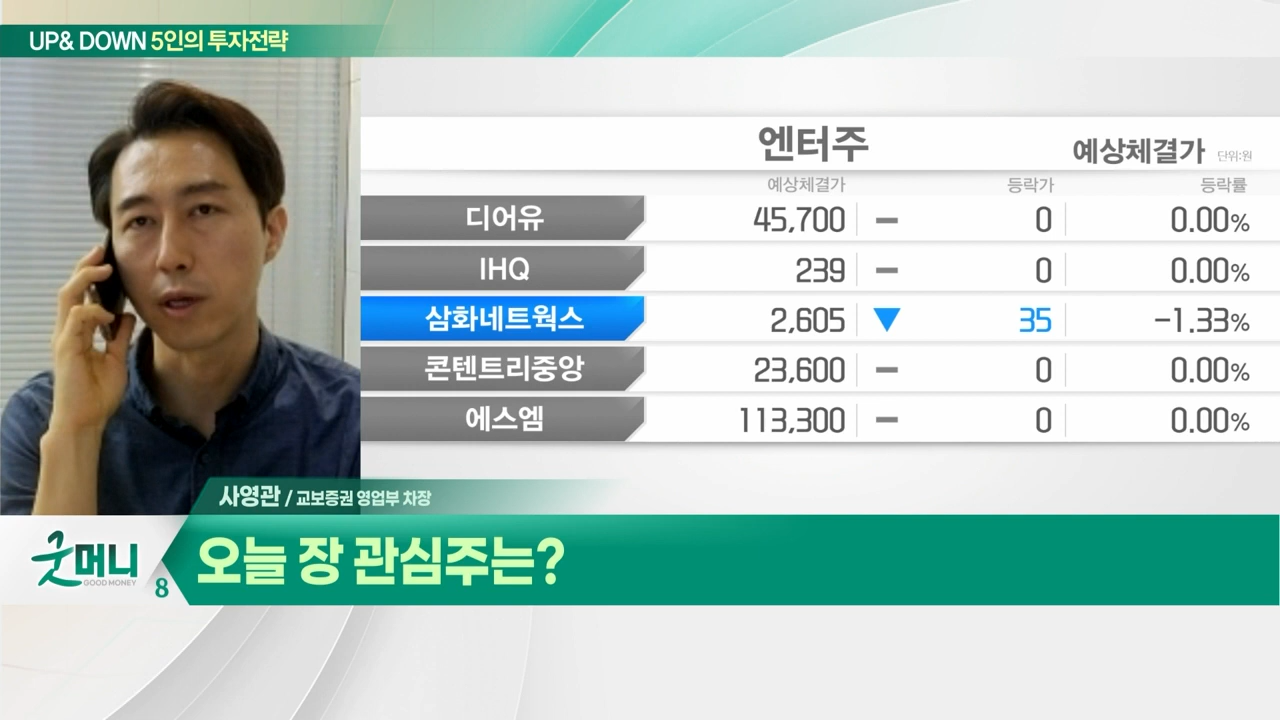 UP& DOWN 5인의 투자전략
엔터주 예상체결가 단위:원
예상체결가 등락가 등락률
디어유 45,700 0 0.00%
IHQ 239 0 0.00%
삼화네트웍스 2,605 ▼ 35 -1.33%
콘텐트리중앙 23,600 0 0.00%
에스엠 113,300 0 0.00%
사영관 / 교보증권 영업부 차장
굿머니 GOOD MONEY 8
오늘 장 관심주는?